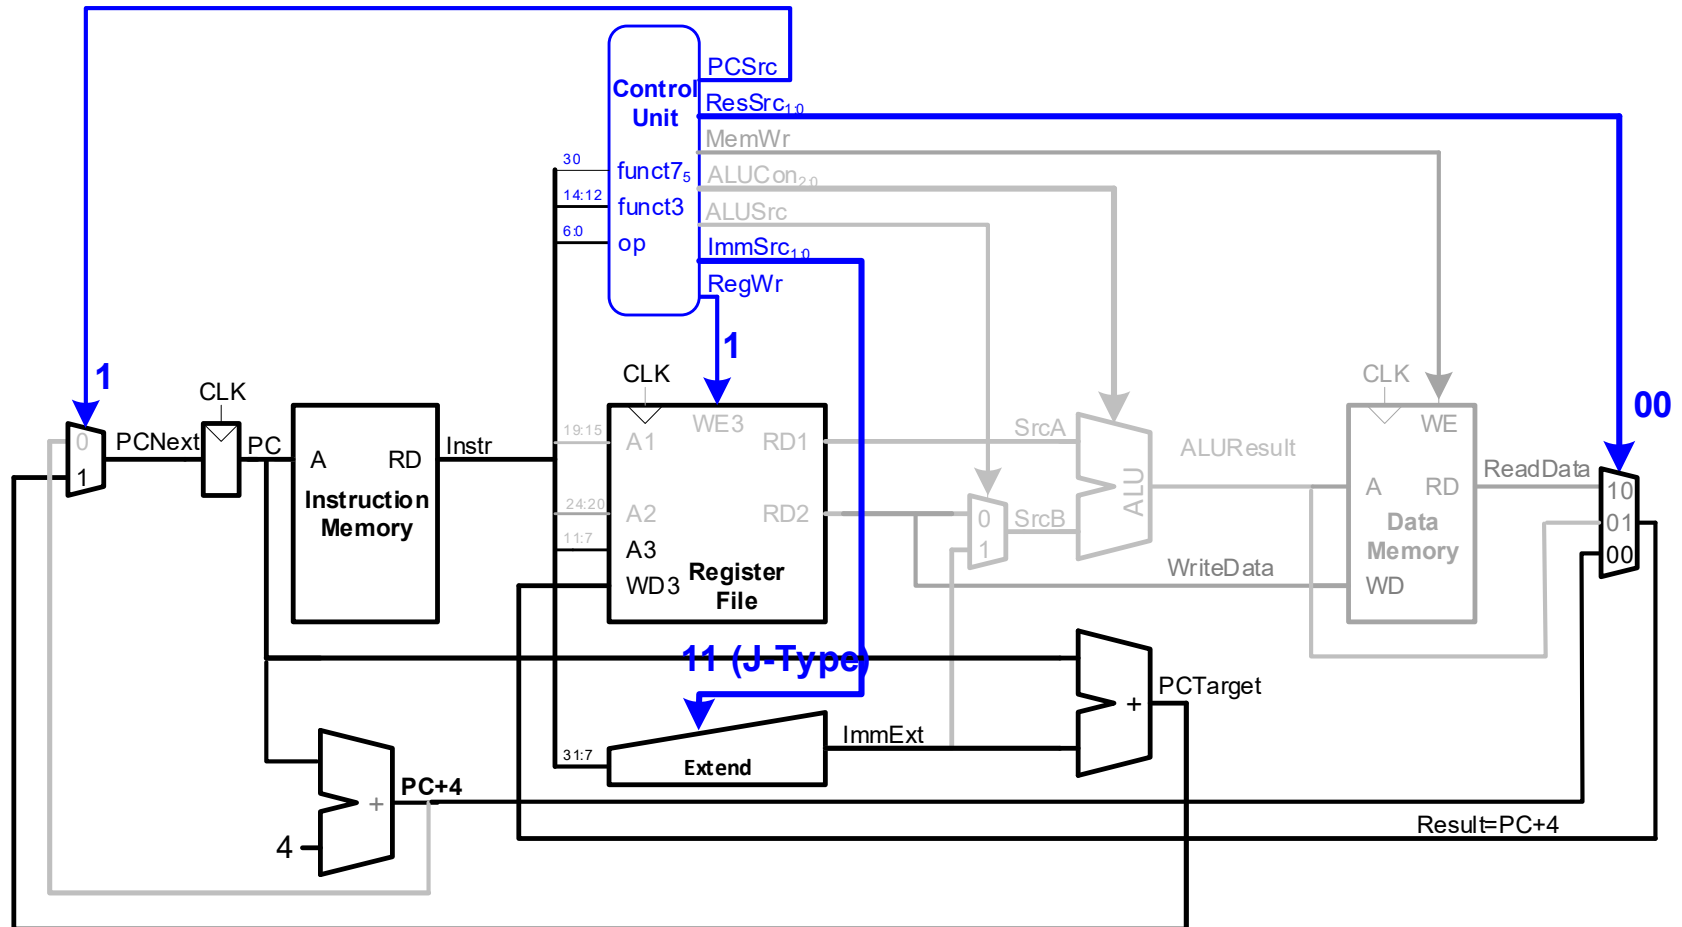 PCSrc
Control
Unit
ResSrc1:0
MemWr
30
funct75
ALUCon2:0
14:12
funct3
ALUSrc
6:0
op
ImmSrc1:0
RegWr
1
1
CLK
CLK
CLK
00
0
1
PCNext
PC
A
RD
Instruction
Memory
Instr
19:15
A1
WE3
RD1
24:20
A2
RD2
11:7
A3
WD3
Register
File
SrcA
0
1
SrcB
ALU
ALUResult
WE
A
RD
Data
Memory
WD
ReadData
10
01
00
WriteData
11 (J-Type)
+
PCTarget
31:7
Extend
ImmExt
+
4
PC+4
Result=PC+4